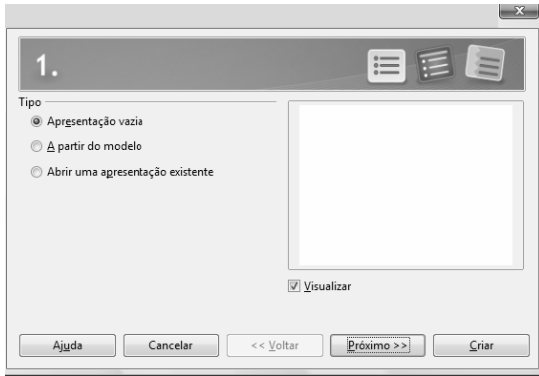 1.
Tipo
Apresentação vazia
A partir do modelo
Abrir uma apresentação existente
Visualizar
Ajuda
Cancelar
<< Voltar
Próximo >>
Criar